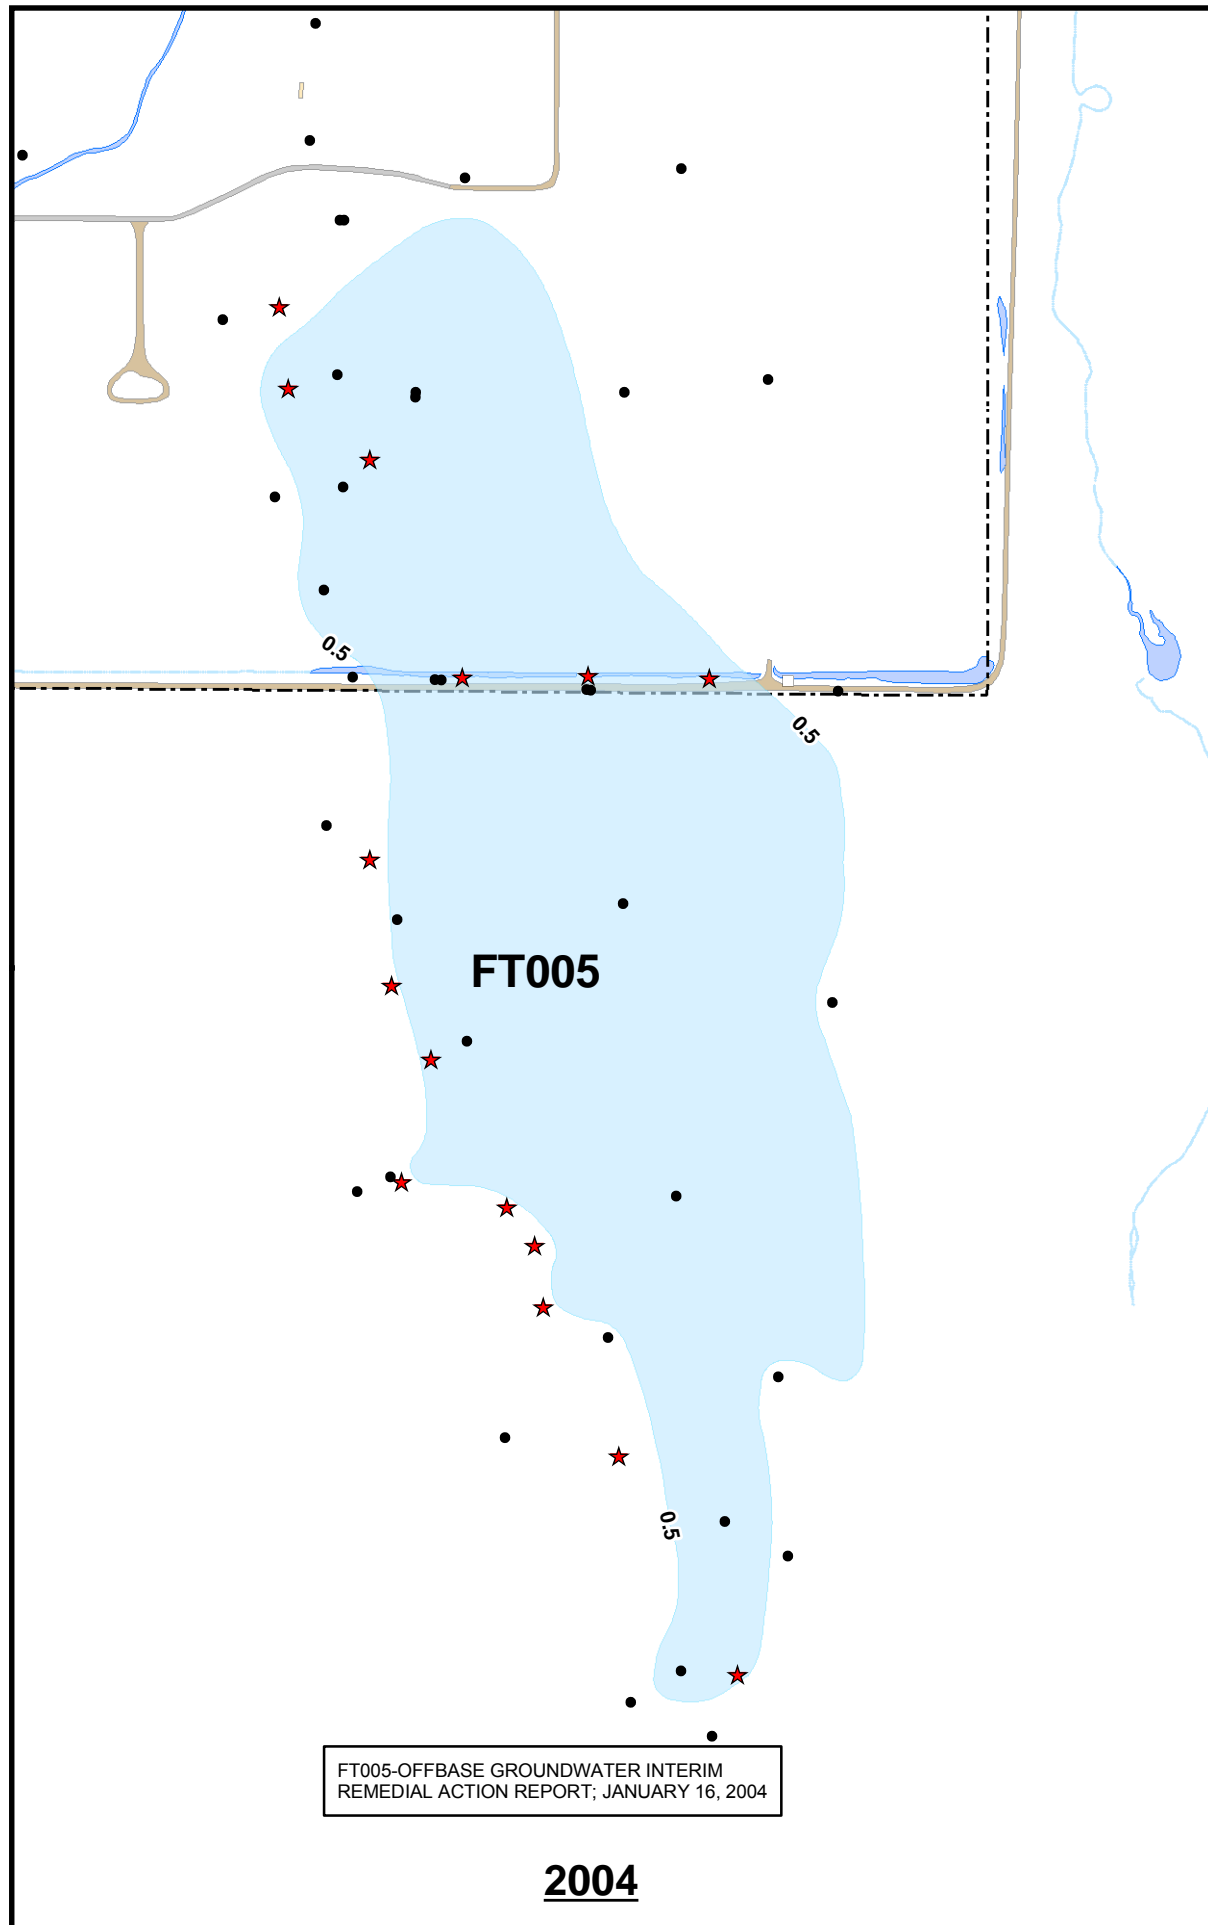 0.5
0.5
FT005
0.5
FT005-OFFBASE GROUNDWATER INTERIM
REMEDIAL ACTION REPORT; JANUARY 16, 2004
2004